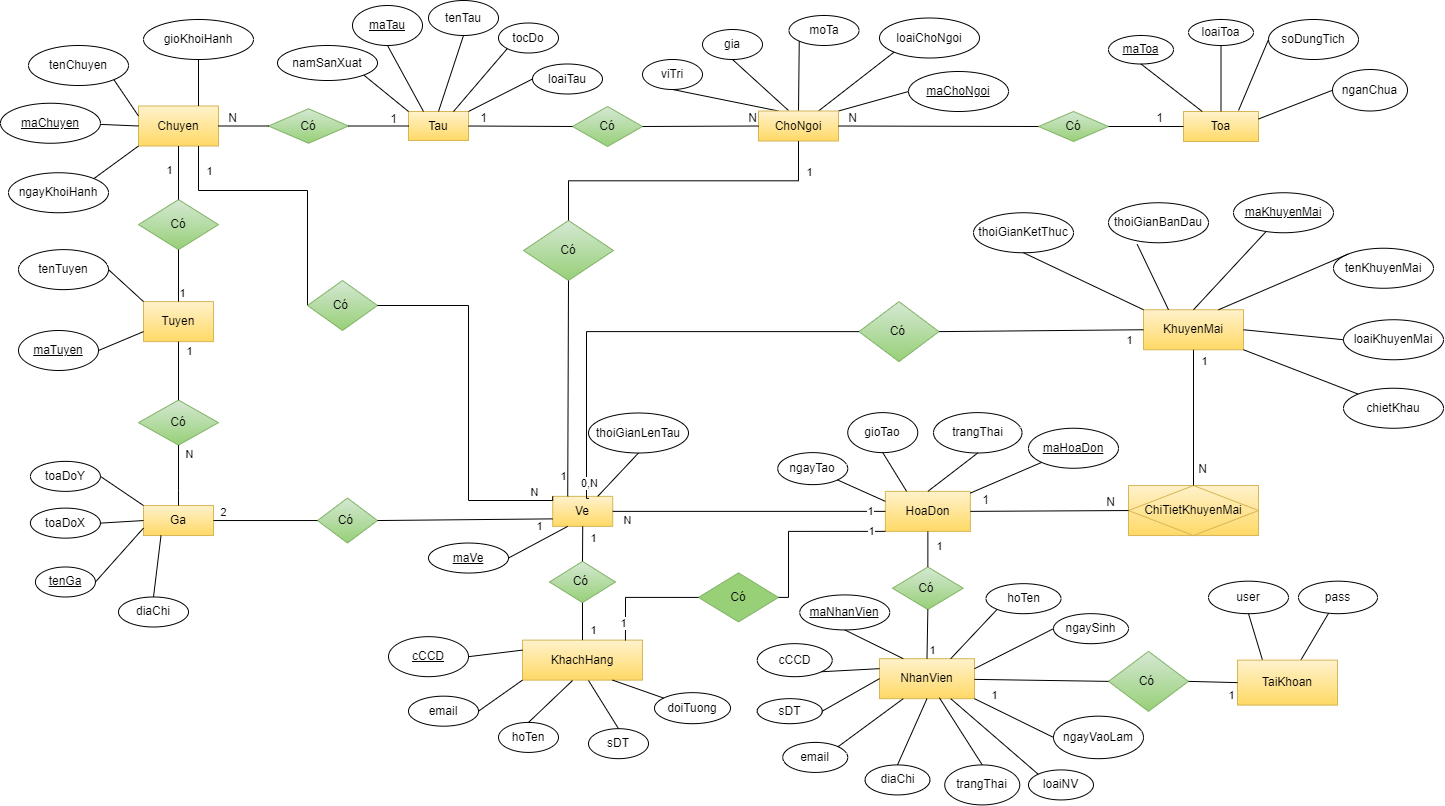 gioKhoiHanh
tenChuyen
maChuyen
ngayKhoiHanh
Chuyen
N
Có
1
namSanXuat
maTau
tenTau
tocDo
loaiTau
Tau
1
Có
N
viTri
gia
moTa
loaiChoNgoi
maChoNgoi
ChoNgoi
N
Có
1
maToa
loaiToa
soDungTich
nganChua
Toa
1
1
1
Có
1
Có
Có
tenTuyen
maTuyen
Tuyen
1
Có
N
thoiGianKetThuc
thoiGianBanDau
maKhuyenMai
tenKhuyenMai
loaiKhuyenMai
chietKhau
KhuyenMai
1
1
Có
0,N
N
toaDoY
toaDoX
tenGa
diaChi
Ga
2
Có
1
N
1
thoiGianLenTau
maVe
Ve
N
1
1
ngayTao
gioTao
trangThai
maHoaDon
HoaDon
1
1
N
ChiTietKhuyenMai
Có
1
Có
1
1
Có
1
cCCD
email
hoTen
sDT
doiTuong
KhachHang
maNhanVien
hoTen
ngaySinh
cCCD
sDT
email
diaChi
trangThai
loaiNV
ngayVaoLam
NhanVien
1
Có
1
user
pass
TaiKhoan